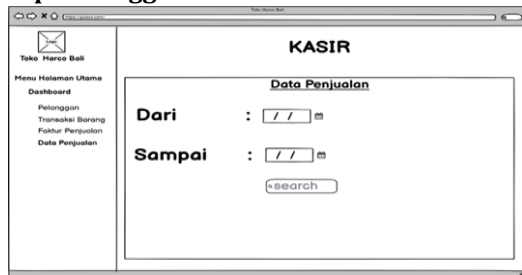 Toko Harco Bali
Logo
Toko Harco Bali
Menu Halaman Utama
Dashboard
Pelanggan
Transaksi Barang
Faktur Penjualan
Data Penjualan
KASIR
Data Penjualan
Dari : / /
Sampai : / /
search